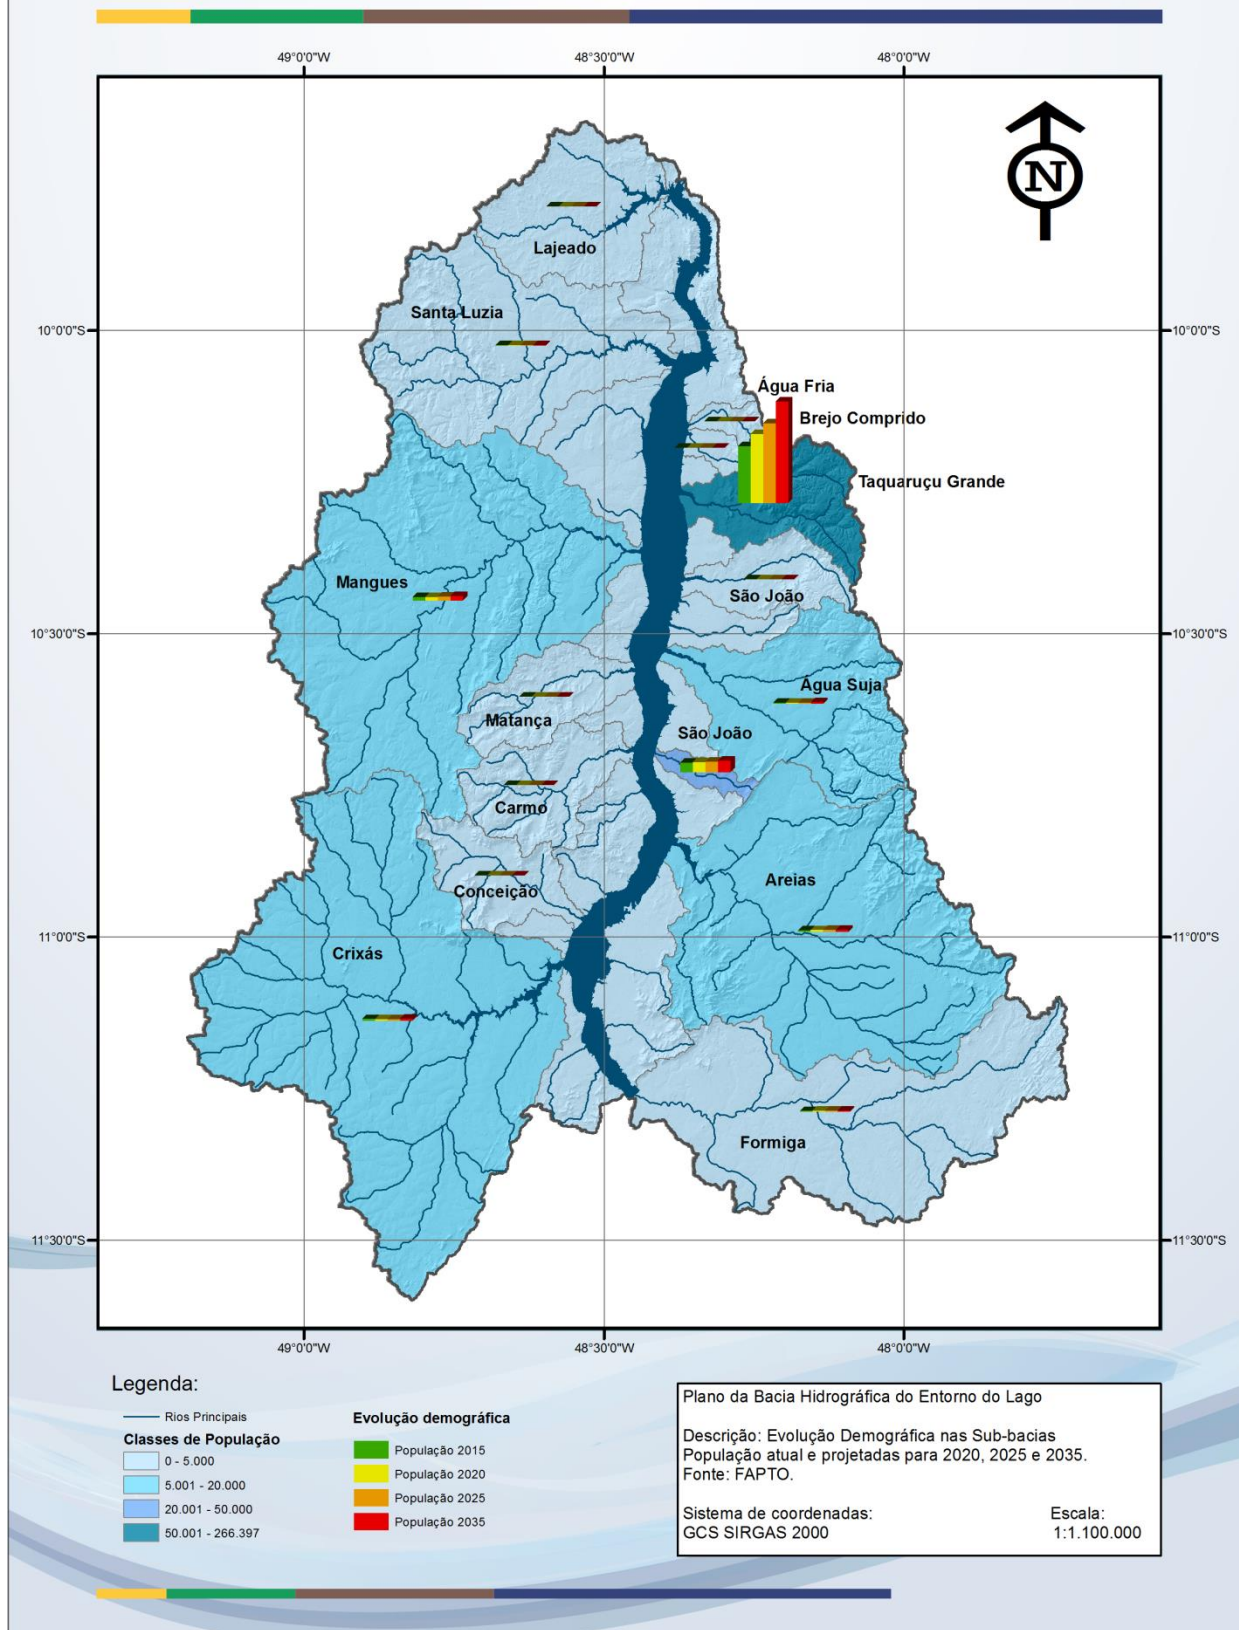 49°0'0"W
48°30'0"W
48°0'0"W
N
Lajeado
Santa Luzia
10°0'0"S
10°0'0"S
Água Fria
Brejo Comprido
Taquaruçu Grande
Mangues
São João
10°30'0"S
10°30'0"S
Água Suja
Matança
São João
Carmo
Areias
Conceição
11°0'0"S
11°0'0"S
Crixás
Formiga
11°30'0"S
11°30'0"S
49°0'0"W
48°30'0"W
48°0'0"W
Legenda:
Rios Principais
Classes de População
0 - 5.000
5.001 - 20.000
20.001 - 50.000
50.001 - 266.397
Evolução demográfica
População 2015
População 2020
População 2025
População 2035
Plano da Bacia Hidrográfica do Entorno do Lago
Descrição: Evolução Demográfica nas Sub-bacias
População atual e projetadas para 2020, 2025 e 2035.
Fonte: FAPTO.
Sistema de coordenadas:
GCS SIRGAS 2000
Escala:
1:1.100.000